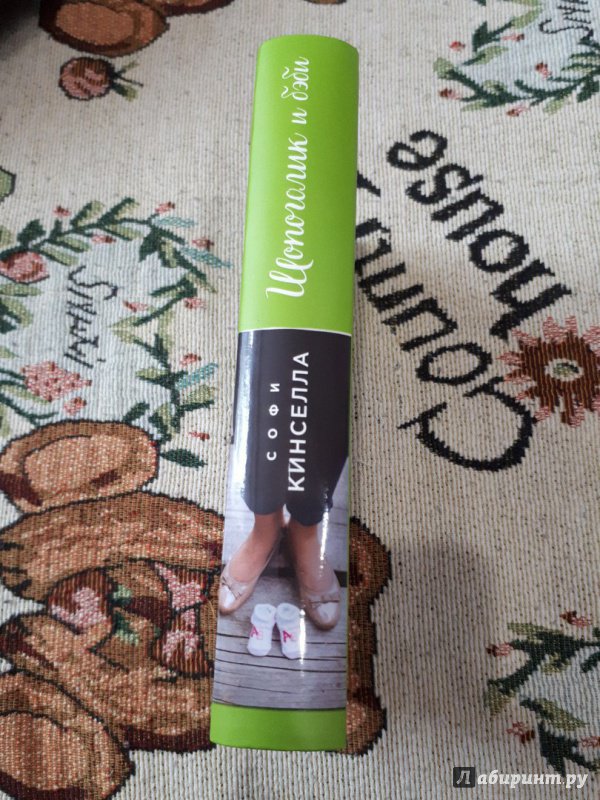 Шопоголик и бэби
СОФИ
КИНСЕЛЛА
Country
house
Лабиринт.ру